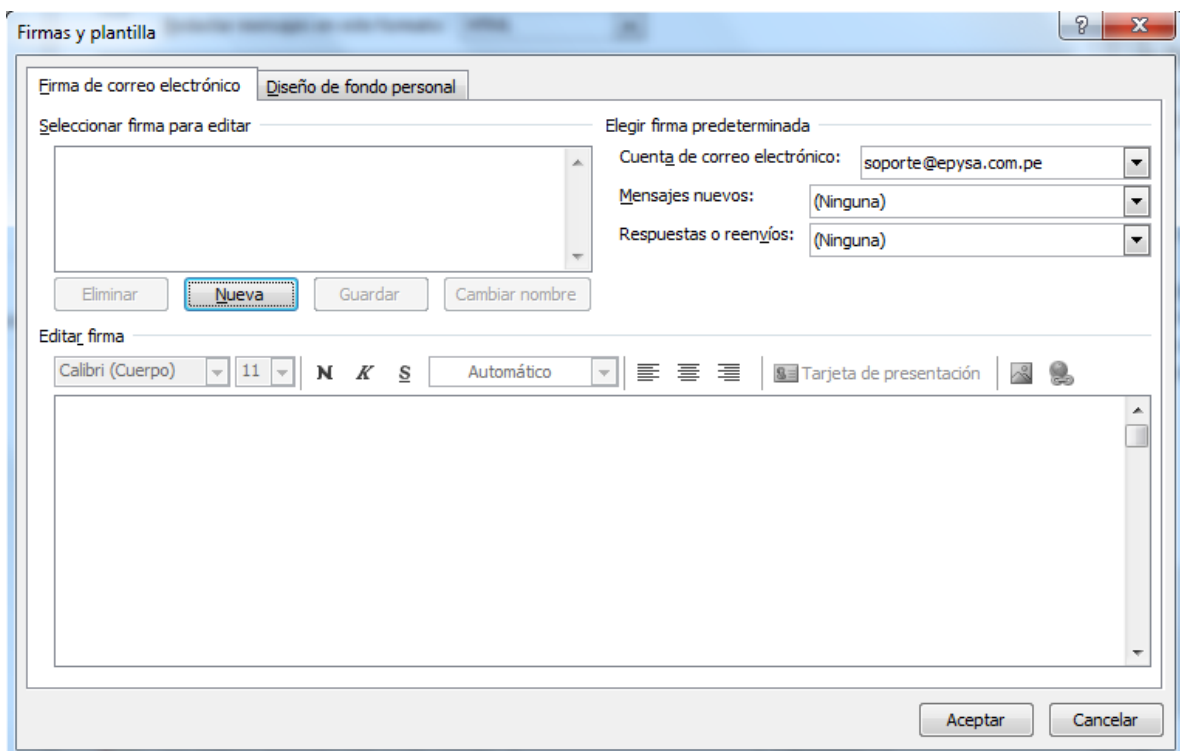 Firmas y plantilla
Firma de correo electrónico
Diseño de fondo personal
Seleccionar firma para editar
Elegir firma predeterminada
Cuenta de correo electrónico: soporte@epysa.com.pe
Mensajes nuevos: (Ninguna)
Respuestas o reenvíos: (Ninguna)
Eliminar Nueva Guardar Cambiar nombre
Editar firma
Calibri (Cuerpo) 11 N K S Automático Tarjeta de presentación
Aceptar Cancelar